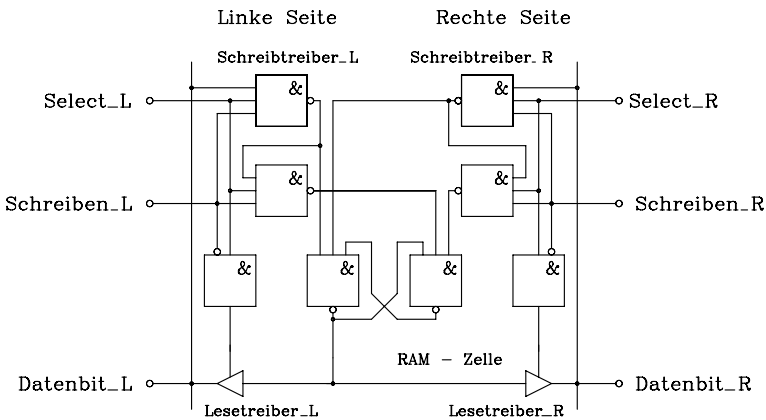 Linke Seite
Rechte Seite
Schreibtreiber_L
Schreibtreiber_R
&
&
Select_L
Select_R
&
&
Schreiben_L
Schreiben_R
&
&
&
&
RAM – Zelle
Datenbit_L
Datenbit_R
Lesetreiber_L
Lesetreiber_R